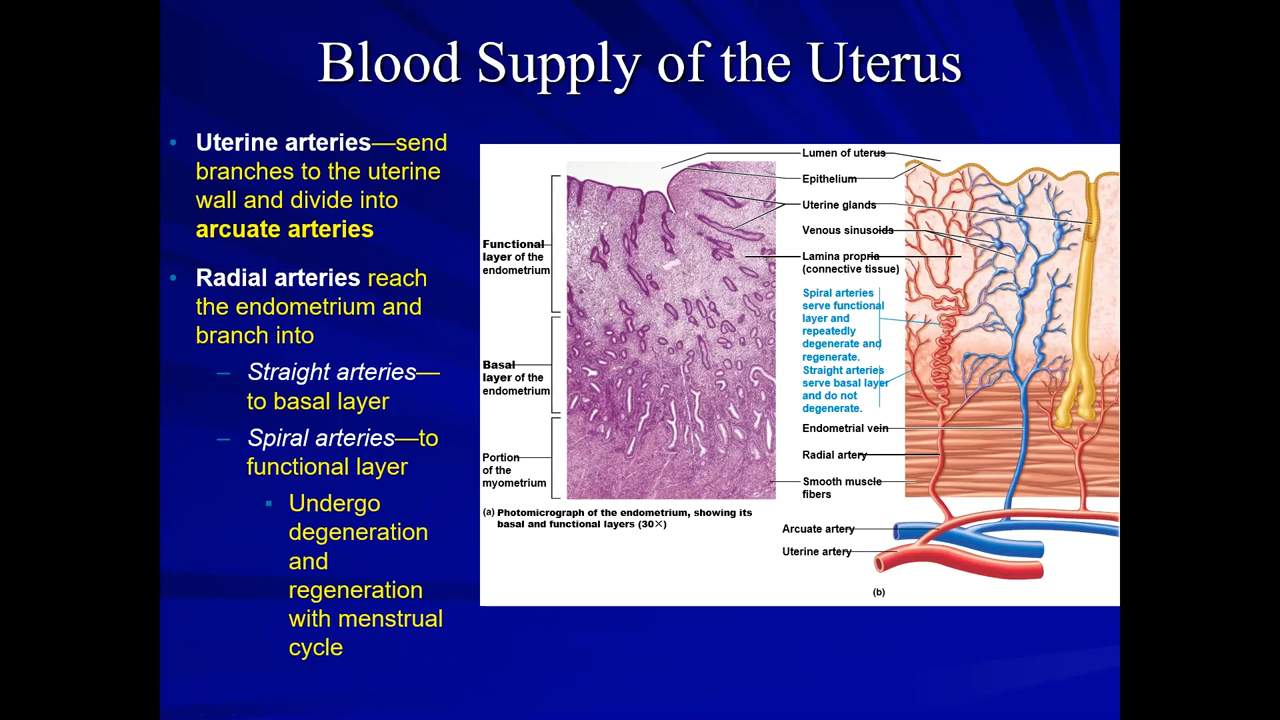 Blood Supply of the Uterus
• Uterine arteries—send
branches to the uterine
wall and divide into
arcuate arteries
• Radial arteries reach
the endometrium and
branch into
– Straight arteries—
to basal layer
– Spiral arteries—to
functional layer
▪ Undergo
degeneration
and
regeneration
with menstrual
cycle
Functional
layer of the
endometrium
Basal
layer of the
endometrium
Portion
of the
myometrium
(a) Photomicrograph of the endometrium, showing its
basal and functional layers (30×)
Lumen of uterus
Epithelium
Uterine glands
Venous sinusoids
Lamina propria
(connective tissue)
Spiral arteries
serve functional
layer and
repeatedly
degenerate and
regenerate.
Straight arteries
serve basal layer
and do not
degenerate.
Endometrial vein
Radial artery
Smooth muscle
fibers
Arcuate artery
Uterine artery
(b)